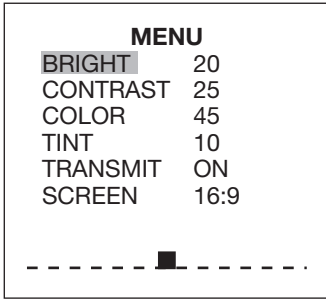 MENU
BRIGHT 20
CONTRAST 25
COLOR 45
TINT 10
TRANSMIT ON
SCREEN 16:9